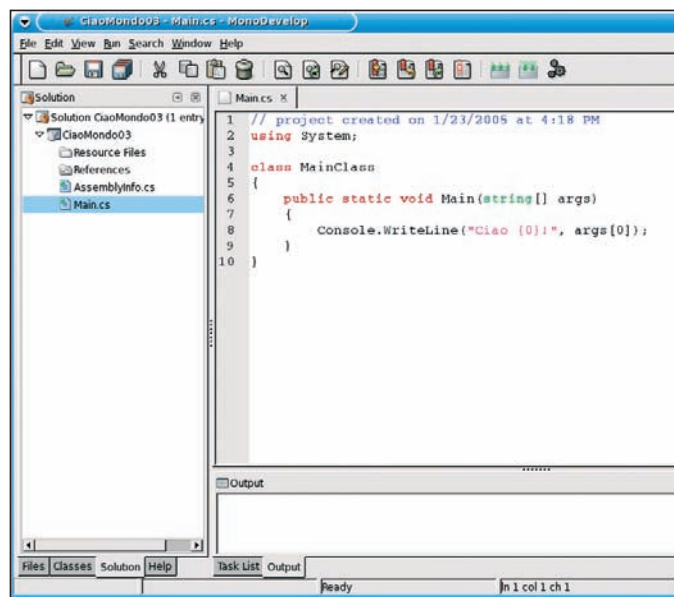 CiaoMondo03 - Main.cs - MonoDevelop
File Edit View Run Search Window Help
Solution
Solution CiaoMondo03 (1 entry
CiaoMondo03
Resource Files
References
AssemblyInfo.cs
Main.cs
Main.cs
1 // project created on 1/23/2005 at 4:18 PM
2 using System;
3
4 class MainClass
5 {
6 public static void Main(string[] args)
7 {
8 Console.WriteLine("Ciao {0}!", args[0]);
9 }
10 }
Output
Files Classes Solution Help
Task List Output
Ready
ln 1 col 1 ch 1